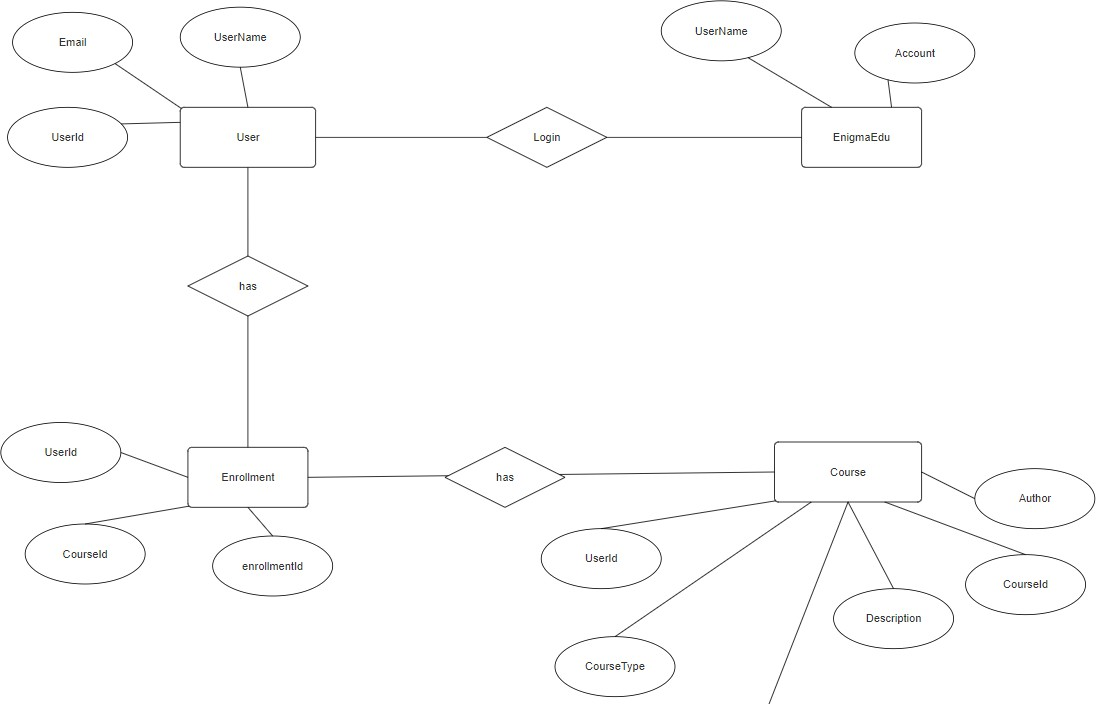 UserName
Email
UserName
Account
UserId
User
Login
EnigmaEdu
has
UserId
Enrollment
has
Course
Author
CourseId
enrollmentId
UserId
CourseId
Description
CourseType